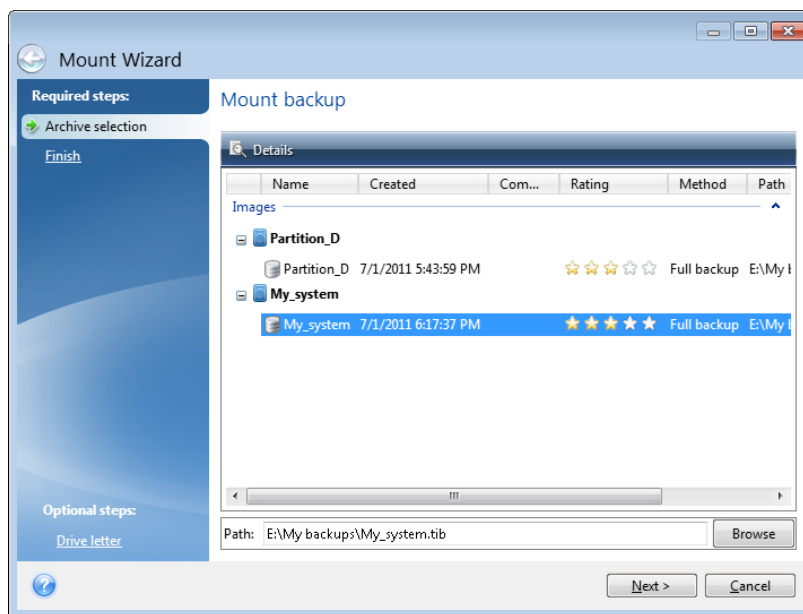 Mount Wizard
Required steps:
Archive selection
Finish
Optional steps:
Drive letter
Mount backup
Details
Name Created Com... Rating Method Path
Images
Partition_D
Partition_D 7/1/2011 5:43:59 PM Full backup E:\My
My_system
My_system 7/1/2011 6:17:37 PM Full backup E:\My
Path: E:\My backups\My_system.tib Browse
Next > Cancel